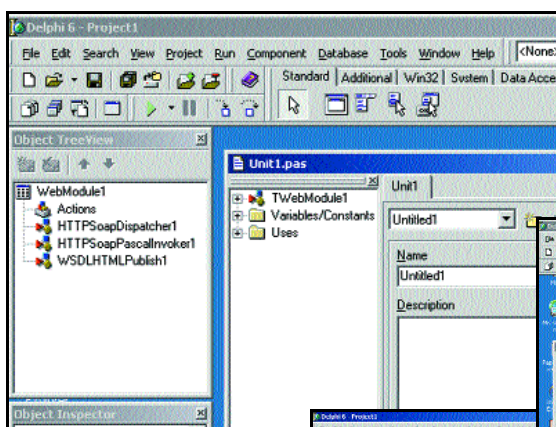 Delphi 6 - Project1
File Edit Search View Project Run Component Database Tools Window Help <None>
Standard Additional Win32 System Data Acce
Object TreeView
WebModule1
Actions
HTTPSoapDispatcher1
HTTPSoapPascalInvoker1
WSDLHTMLPublish1
Object Inspector
Unit1.pas
TWebModule1
Variables/Constants
Uses
Unit1
Untitled1
Name
Untitled1
Description
Delphi 6 - Project1